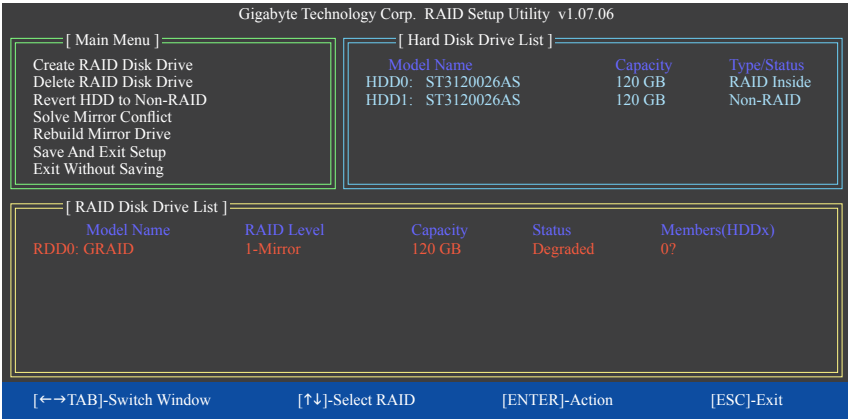 Gigabyte Technology Corp. RAID Setup Utility v1.07.06
[ Main Menu ]
Create RAID Disk Drive
Delete RAID Disk Drive
Revert HDD to Non-RAID
Solve Mirror Conflict
Rebuild Mirror Drive
Save And Exit Setup
Exit Without Saving
[ Hard Disk Drive List ]
Model Name Capacity Type/Status
HDD0: ST3120026AS 120 GB RAID Inside
HDD1: ST3120026AS 120 GB Non-RAID
[ RAID Disk Drive List ]
Model Name RAID Level Capacity Status Members(HDDx)
RDD0: GRAID 1-Mirror 120 GB Degraded 0?
[←→TAB]-Switch Window [↑↓]-Select RAID [ENTER]-Action [ESC]-Exit